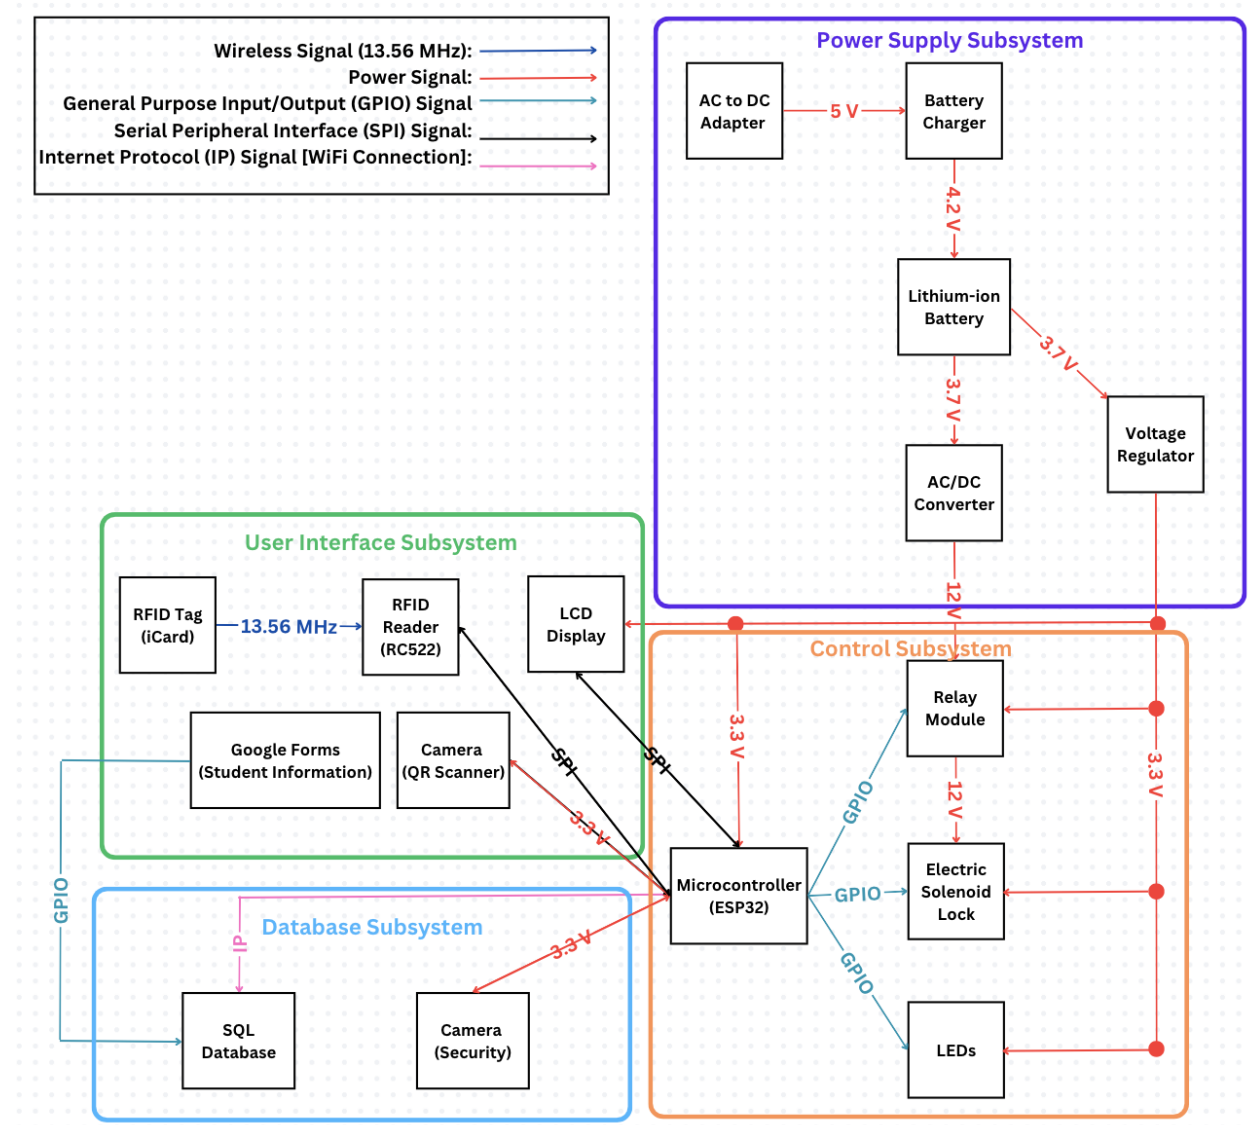 Wireless Signal (13.56 MHz):
Power Signal:
General Purpose Input/Output (GPIO) Signal
Serial Peripheral Interface (SPI) Signal:
Internet Protocol (IP) Signal [WiFi Connection]:
Power Supply Subsystem
AC to DC
Adapter
5 V
Battery
Charger
4.2 V
Lithium-ion
Battery
3.7 V
3.7 V
Voltage
Regulator
AC/DC
Converter
12 V
User Interface Subsystem
RFID Tag
(iCard)
13.56 MHz
RFID
Reader
(RC522)
LCD
Display
Google Forms
(Student Information)
Camera
(QR Scanner)
SPI
SPI
3.3 V
Control Subsystem
Relay
Module
3.3 V
3.3 V
GPIO
12 V
Microcontroller
(ESP32)
GPIO
Electric
Solenoid
Lock
GPIO
LEDs
GPIO
Database Subsystem
IP
3.3 V
SQL
Database
Camera
(Security)